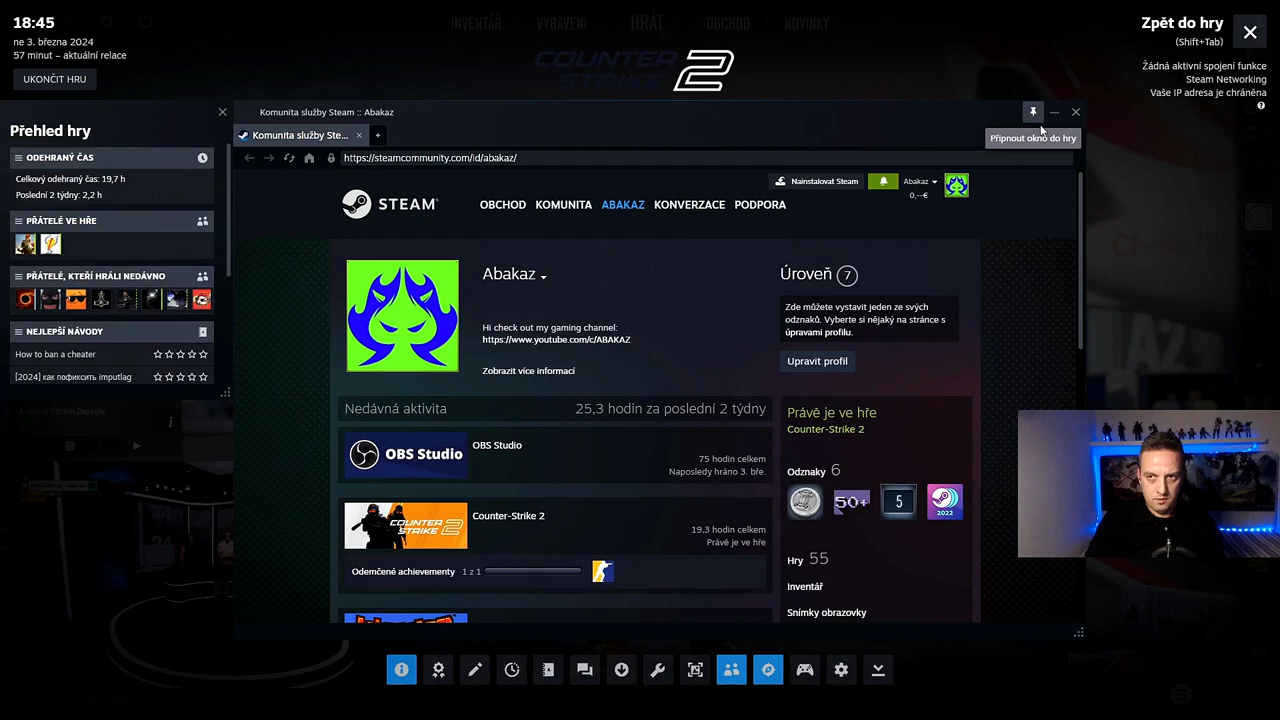 18:45
ne 3. března 2024
57 minut – aktuální relace
UKONČIT HRU
INVENTÁŘ
VYBAVENÍ
HRÁT
OBCHOD
NOVINKY
COUNTER
STRIKE 2
Zpět do hry
(Shift+Tab)
Žádná aktivní spojení funkce
Steam Networking
Vaše IP adresa je chráněna
Přehled hry
ODEHRANÝ ČAS
Celkový odehraný čas: 19,7 h
Poslední 2 týdny: 2,2 h
PŘÁTELÉ VE HŘE
PŘÁTELÉ, KTEŘÍ HRÁLI NEDÁVNO
NEJLEPŠÍ NÁVODY
How to ban a cheater
[2024] как пофиксить imputlag
Komunita služby Steam :: Abakaz
Připnout okno do hry
Komunita služby Ste...
https://steamcommunity.com/id/abakaz/
Nainstalovat Steam
Abakaz
0,--€
STEAM
OBCHOD
KOMUNITA
ABAKAZ
KONVERZACE
PODPORA
Abakaz
Hi check out my gaming channel:
https://www.youtube.com/c/ABAKAZ
Zobrazit více informací
Úroveň 7
Zde můžete vystavit jeden ze svých
odznaků. Vyberte si nějaký na stránce s
úpravami profilu.
Upravit profil
Nedávná aktivita
25,3 hodin za poslední 2 týdny
OBS Studio
OBS Studio
75 hodin celkem
Naposledy hráno 3. bře.
COUNTER
STRIKE 2
Counter-Strike 2
19,3 hodin celkem
Právě je ve hře
Odemčené achievementy
1 z 1
Právě je ve hře
Counter-Strike 2
Odznaky 6
50+
5
2022
Hry 55
Inventář
Snímky obrazovky